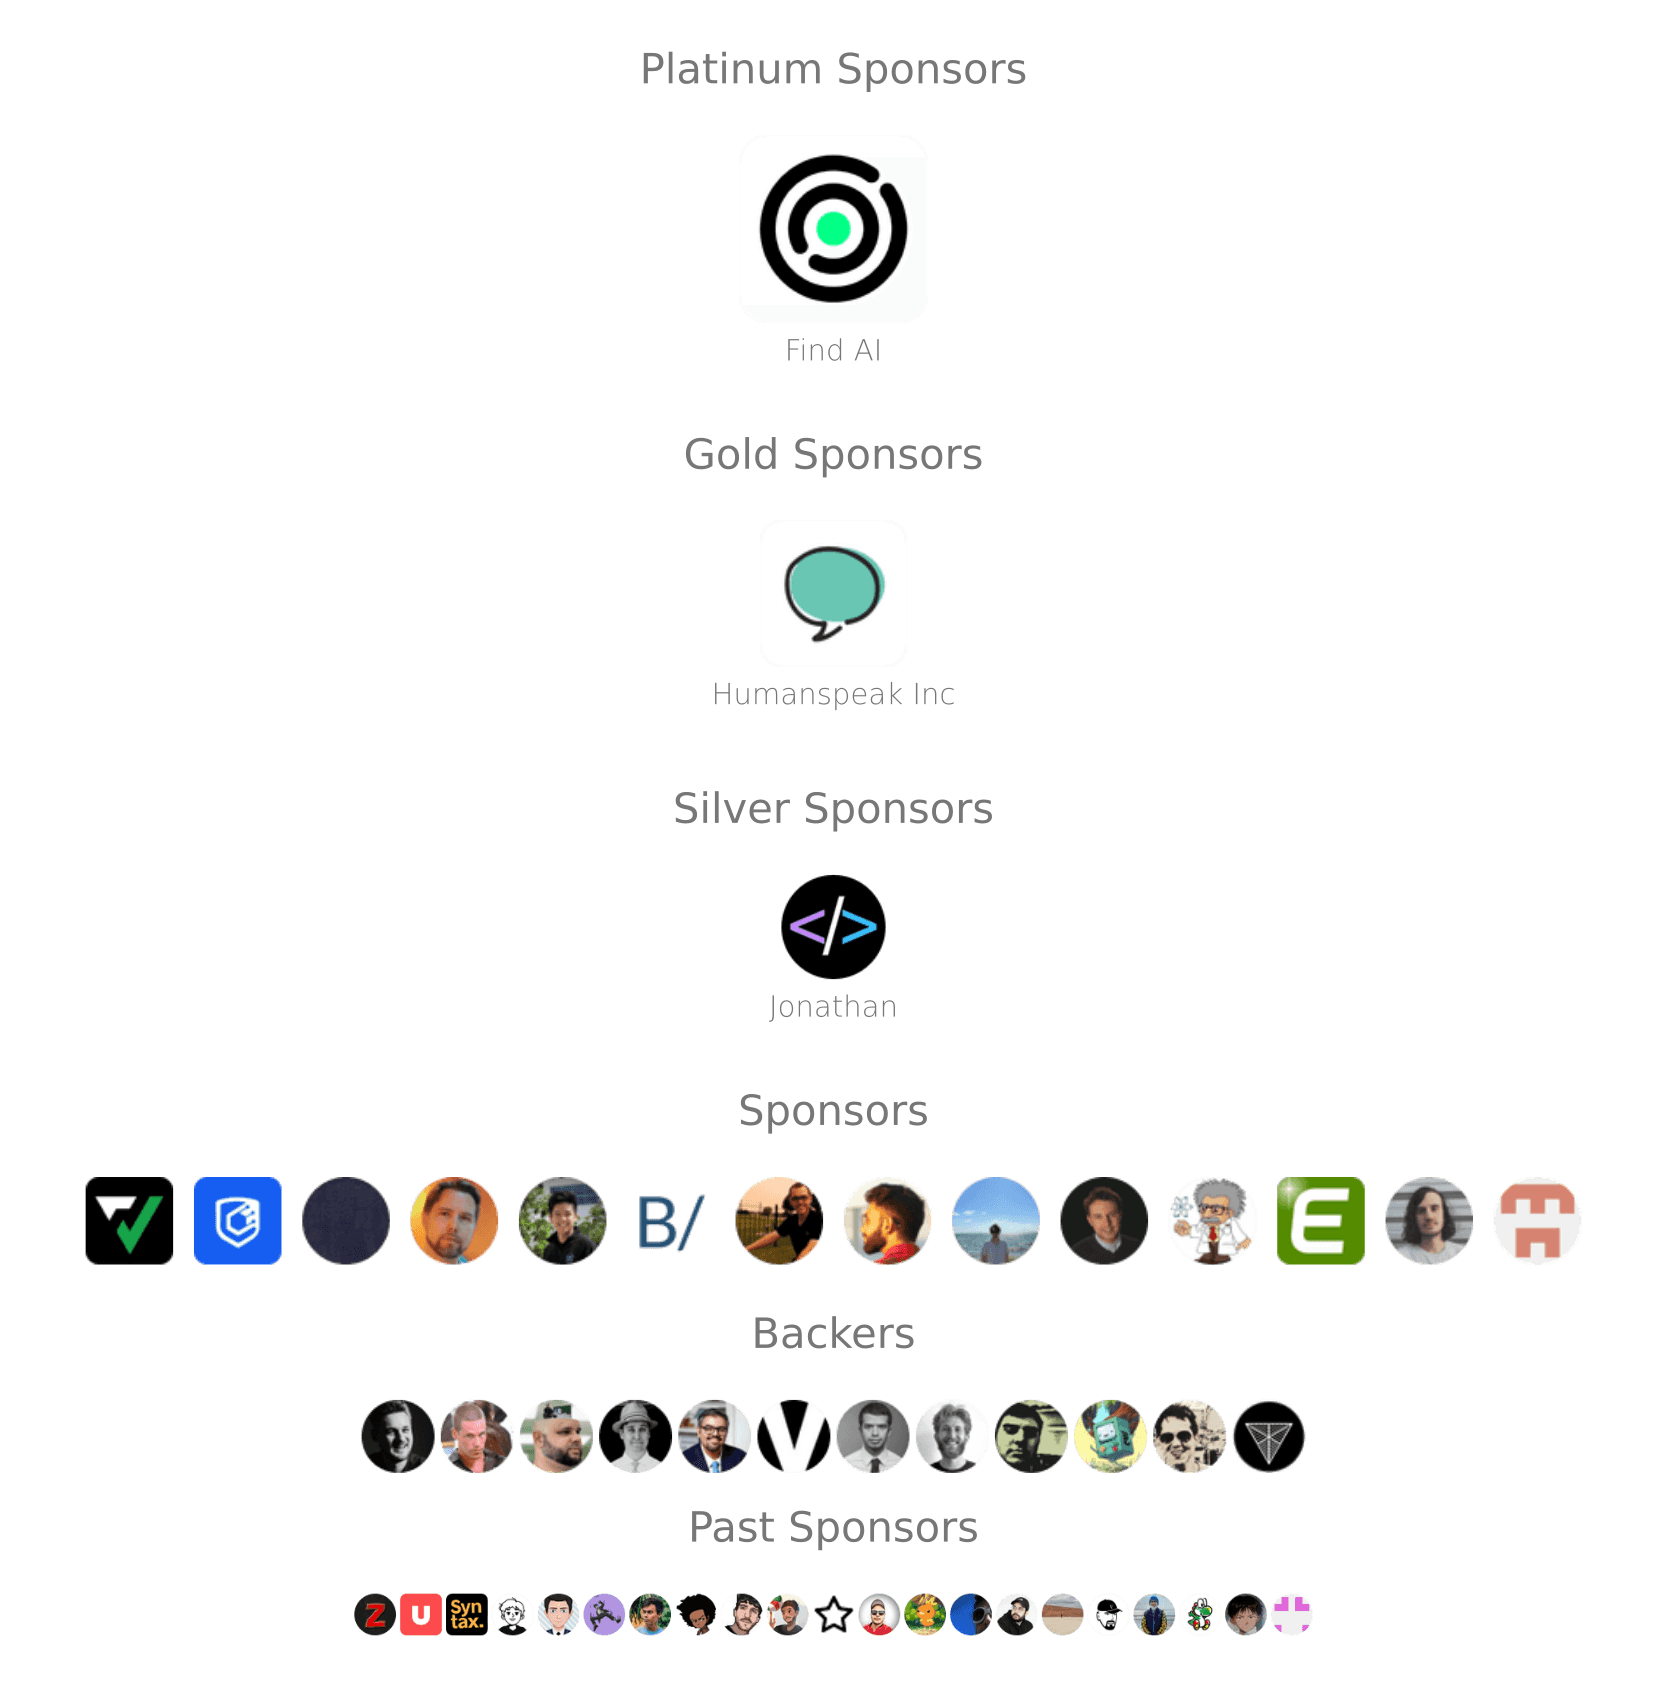 Platinum Sponsors
Find AI
Gold Sponsors
Humanspeak Inc
Silver Sponsors
</>
Jonathan
Sponsors
B/
E
Backers
V
Past Sponsors
Z
U
Syn
tax.